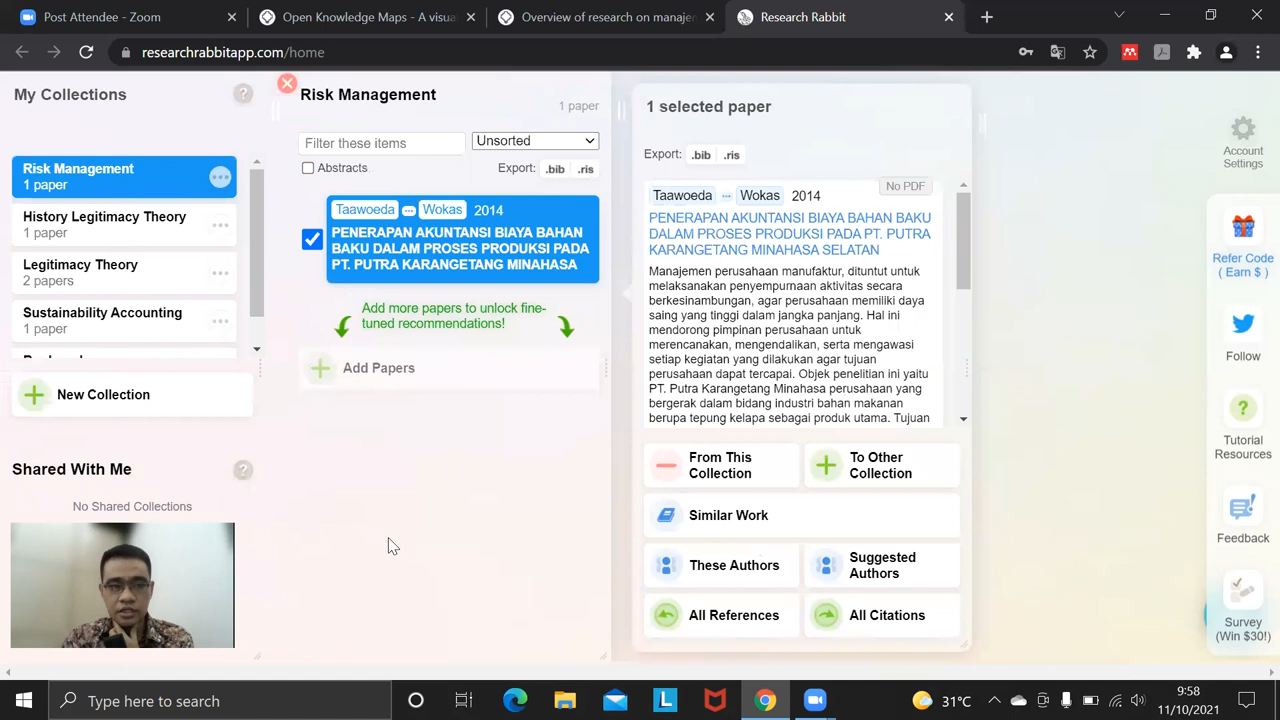 Post Attendee - Zoom
Open Knowledge Maps - A visua
Overview of research on manajer
Research Rabbit
researchrabbitapp.com/home
My Collections
?
Risk Management
1 paper
History Legitimacy Theory
1 paper
Legitimacy Theory
2 papers
Sustainability Accounting
1 paper
New Collection
Shared With Me
?
No Shared Collections
Risk Management
1 paper
Filter these items
Unsorted
Abstracts
Export: .bib .ris
Taawoeda ... Wokas 2014
PENERAPAN AKUNTANSI BIAYA BAHAN
BAKU DALAM PROSES PRODUKSI PADA
PT. PUTRA KARANGETANG MINAHASA
Add more papers to unlock fine-
tuned recommendations!
Add Papers
1 selected paper
Export: .bib .ris
No PDF
Taawoeda ... Wokas 2014
PENERAPAN AKUNTANSI BIAYA BAHAN BAKU
DALAM PROSES PRODUKSI PADA PT. PUTRA
KARANGETANG MINAHASA SELATAN
Manajemen perusahaan manufaktur, dituntut untuk
melaksanakan penyempurnaan aktivitas secara
berkesinambungan, agar perusahaan memiliki daya
saing yang tinggi dalam jangka panjang. Hal ini
mendorong pimpinan perusahaan untuk
merencanakan, mengendalikan, serta mengawasi
setiap kegiatan yang dilakukan agar tujuan
perusahaan dapat tercapai. Objek penelitian ini yaitu
PT. Putra Karangetang Minahasa perusahaan yang
bergerak dalam bidang industri bahan makanan
berupa tepung kelapa sebagai produk utama. Tujuan
From This
Collection
To Other
Collection
Similar Work
These Authors
Suggested
Authors
All References
All Citations
Account
Settings
Refer Code
( Earn $ )
Follow
?
Tutorial
Resources
Feedback
Survey
(Win $30!)
Type here to search
L
31°C
9:58
11/10/2021